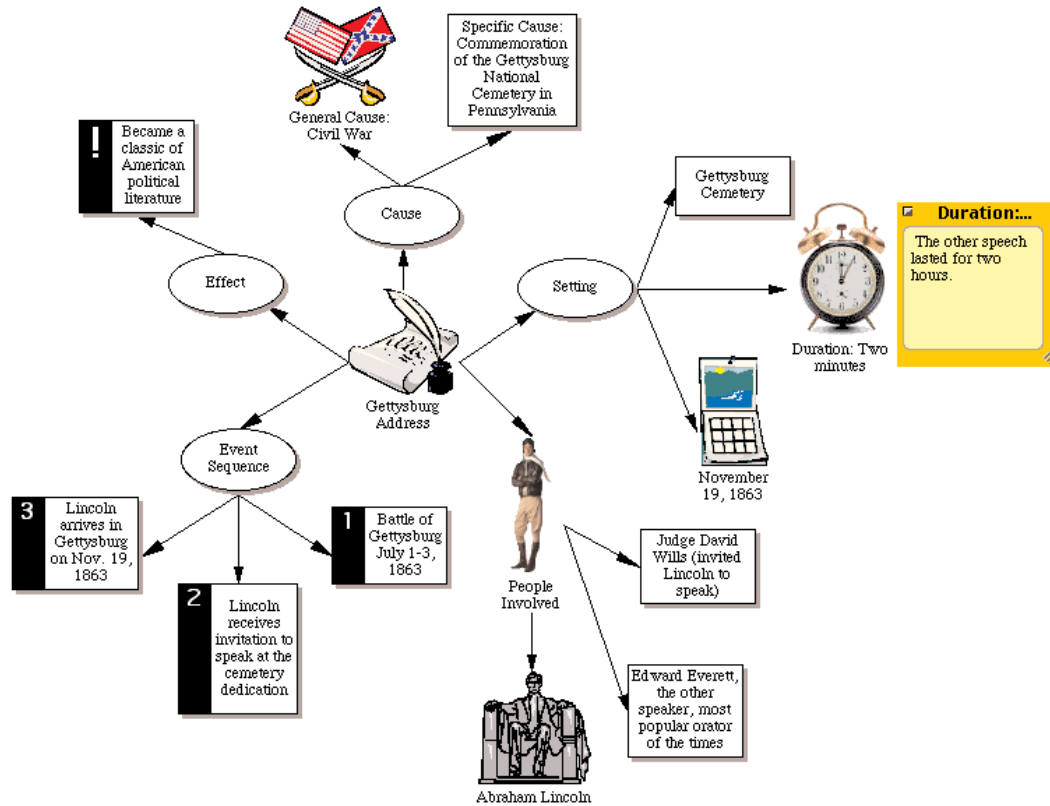 Specific Cause:
Commemoration
of the Gettysburg
National
Cemetery in
Pennsylvania
General Cause:
Civil War
!
Became a
classic of
American
political
literature
Cause
Effect
Gettysburg
Cemetery
Setting
Duration:...
The other speech
lasted for two
hours.
Duration: Two
minutes
Gettysburg
Address
November
19, 1863
Event
Sequence
3
Lincoln
arrives in
Gettysburg
on Nov. 19,
1863
2
Lincoln
receives
invitation to
speak at the
cemetery
dedication
1
Battle of
Gettysburg
July 1-3,
1863
People
Involved
Judge David
Wills (invited
Lincoln to
speak)
Edward Everett,
the other
speaker, most
popular orator
of the times
Abraham Lincoln